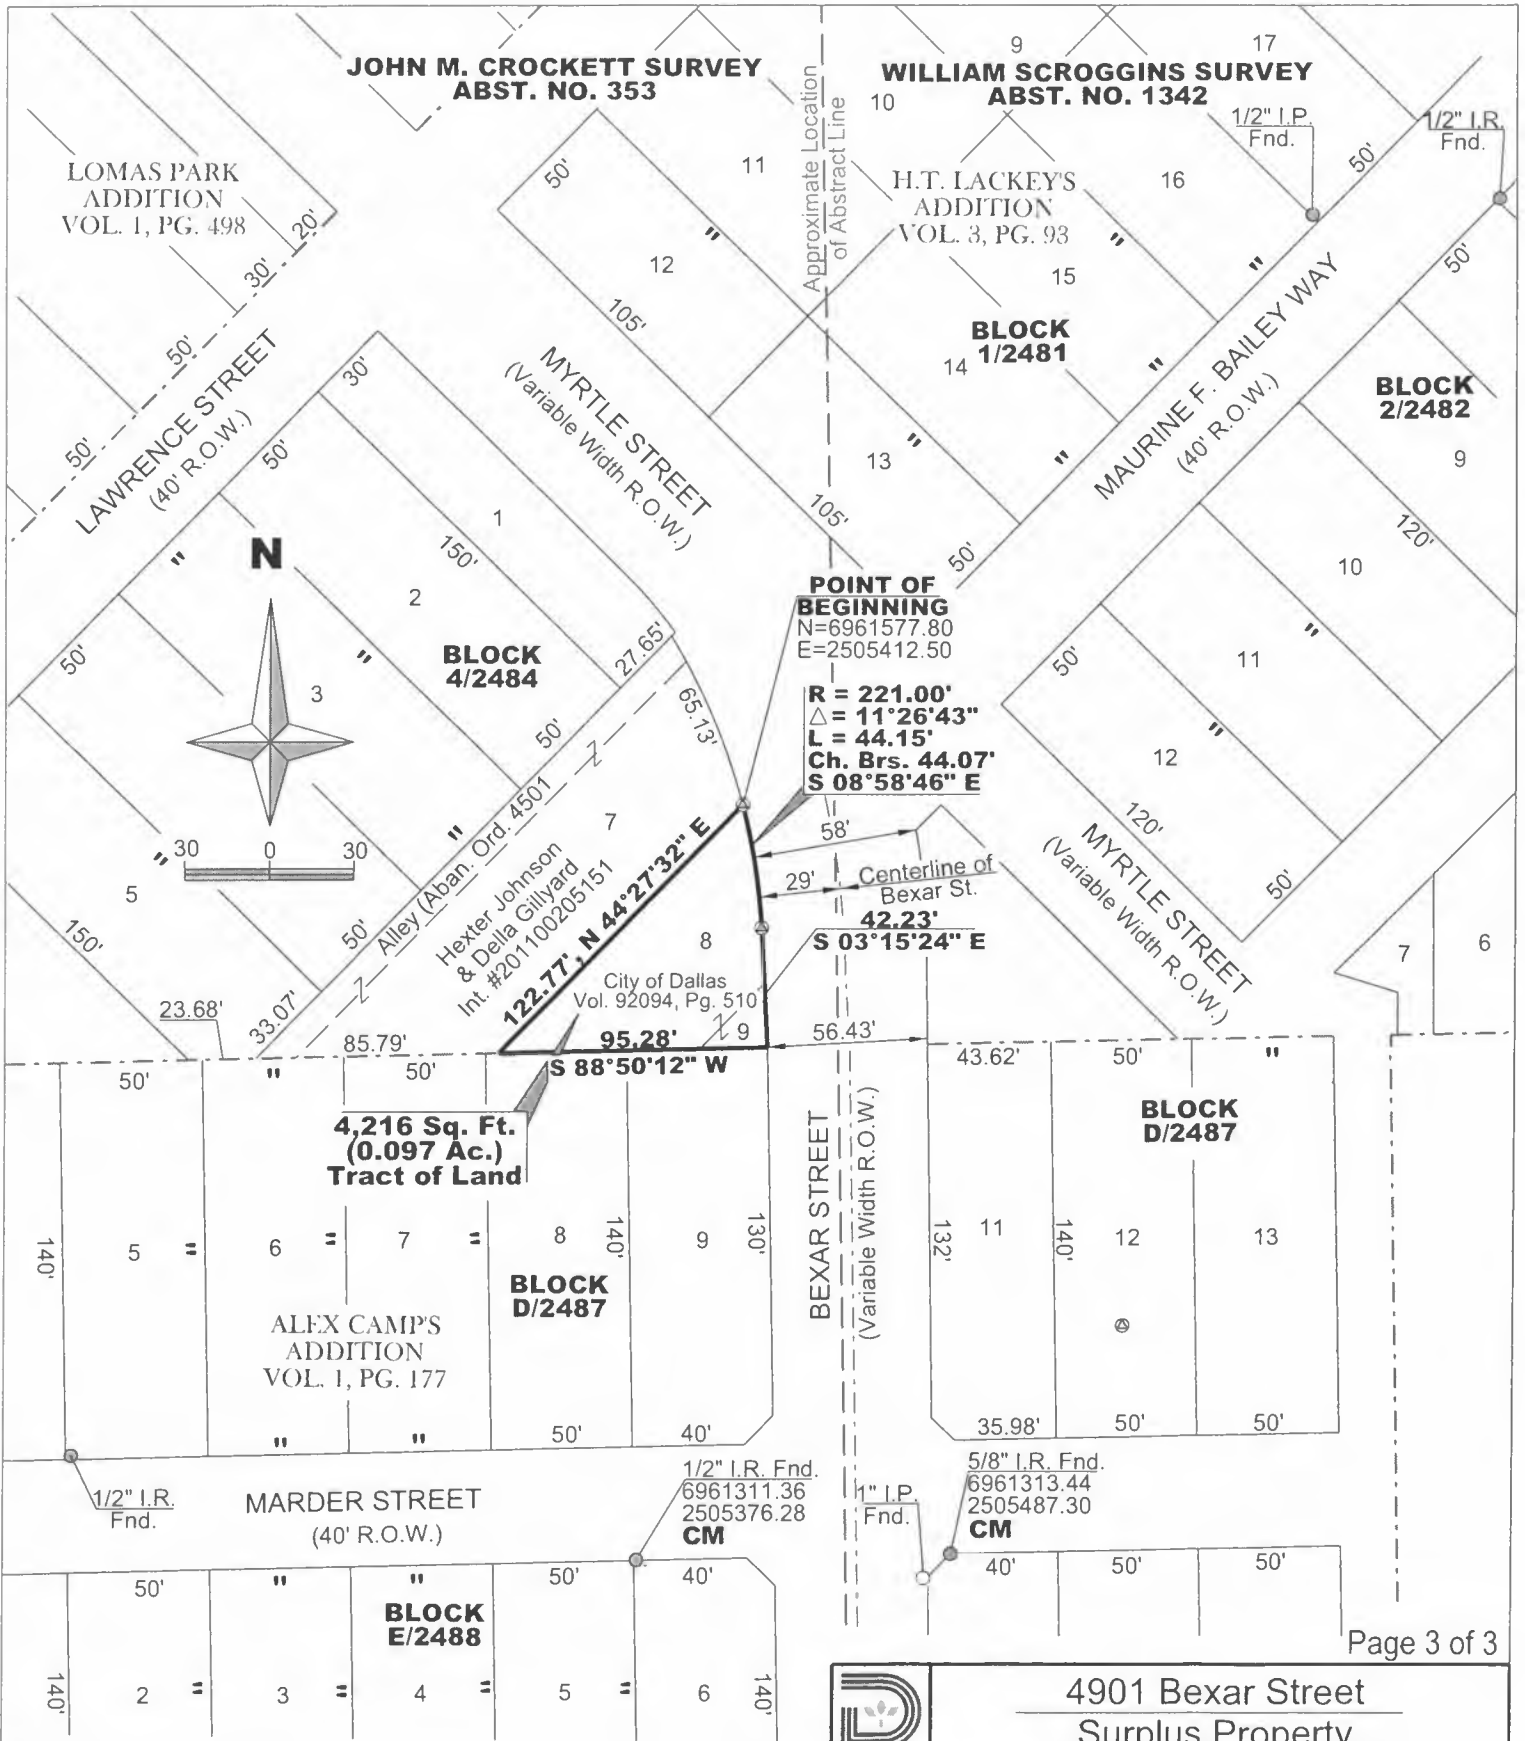 JOHN M. CROCKETT SURVEY
ABST. NO. 353
WILLIAM SCROGGINS SURVEY
ABST. NO. 1342
9
17
10
11
16
1/2" I.P.
Fnd.
1/2" I.R.
Fnd.
50'
50'
Approximate Location
of Abstract Line
LOMAS PARK
ADDITION
VOL. 1, PG. 498
H.T. LACKEY'S
ADDITION
VOL. 3, PG. 93
20'
30'
50'
50'
12
"
"
"
15
50'
105'
BLOCK
1/2481
14
"
MAURINE F. BAILEY WAY
(40' R.O.W.)
BLOCK
2/2482
9
LAWRENCE STREET
(40' R.O.W.)
30'
50'
MYRTLE STREET
(Variable Width R.O.W.)
13
"
"
105'
50'
120'
10
N
"
1
150'
2
50'
BLOCK
4/2484
"
3
27.65'
65.13'
50'
POINT OF
BEGINNING
N=6961577.80
E=2505412.50
R = 221.00'
△ = 11°26'43"
L = 44.15'
Ch. Brs. 44.07'
S 08°58'46" E
50'
11
"
12
"
120'
30 0 30
"
5
150'
"
50'
Alley (Aban. Ord. 4501
7
Hexter Johnson
& Della Gillyard
Int. #201100205151
122.77', N 44°27'32" E
58'
29'
Centerline of
Bexar St.
42.23'
S 03°15'24" E
MYRTLE STREET
(Variable Width R.O.W.)
50'
7
6
8
City of Dallas
Vol. 92094, Pg. 510
9
23.68'
33.07'
85.79'
95.28'
S 88°50'12" W
56.43'
43.62'
50'
"
50'
"
50'
4,216 Sq. Ft.
(0.097 Ac.)
Tract of Land
BLOCK
D/2487
BEXAR STREET
(Variable Width R.O.W.)
140'
5
"
6
"
7
"
8
140'
9
130'
132'
11
140'
12
13
BLOCK
D/2487
ALEX CAMP'S
ADDITION
VOL. 1, PG. 177
"
"
50'
40'
35.98'
50'
50'
1/2" I.R.
Fnd.
MARDER STREET
(40' R.O.W.)
1/2" I.R. Fnd.
6961311.36
2505376.28
CM
1" I.P.
Fnd.
5/8" I.R. Fnd.
6961313.44
2505487.30
CM
50'
"
"
50'
40'
40'
50'
50'
BLOCK
E/2488
140'
2
"
3
"
4
"
5
"
6
140'
Page 3 of 3
4901 Bexar Street
Surplus Property